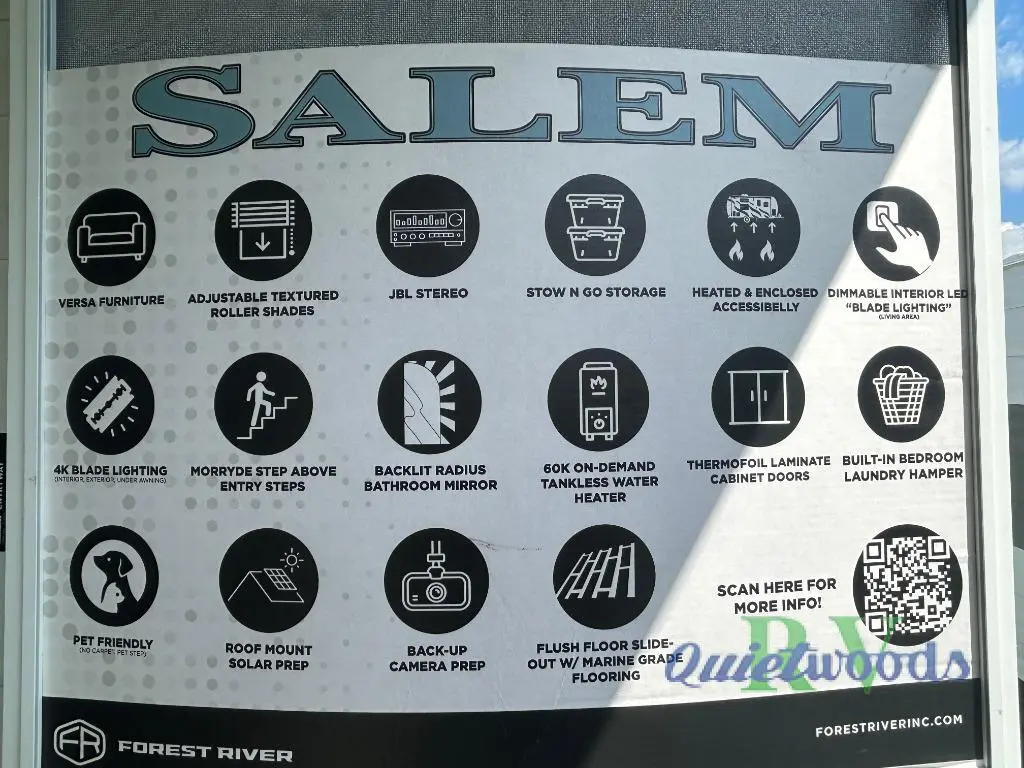 SALEM
VERSA FURNITURE
ADJUSTABLE TEXTURED
ROLLER SHADES
JBL STEREO
STOW N GO STORAGE
HEATED & ENCLOSED
ACCESSIBELLY
DIMMABLE INTERIOR LED
"BLADE LIGHTING"
(LIVING AREA)
4K BLADE LIGHTING
(INTERIOR, EXTERIOR, UNDER AWNING)
MORRYDE STEP ABOVE
ENTRY STEPS
BACKLIT RADIUS
BATHROOM MIRROR
60K ON-DEMAND
TANKLESS WATER
HEATER
THERMOFOIL LAMINATE
CABINET DOORS
BUILT-IN BEDROOM
LAUNDRY HAMPER
PET FRIENDLY
(NO CARPET, PET STEP)
ROOF MOUNT
SOLAR PREP
BACK-UP
CAMERA PREP
FLUSH FLOOR SLIDE-
OUT W/ MARINE GRADE
FLOORING
SCAN HERE FOR
MORE INFO!
RV
Quietwoods
FR FOREST RIVER
FORESTRIVERINC.COM